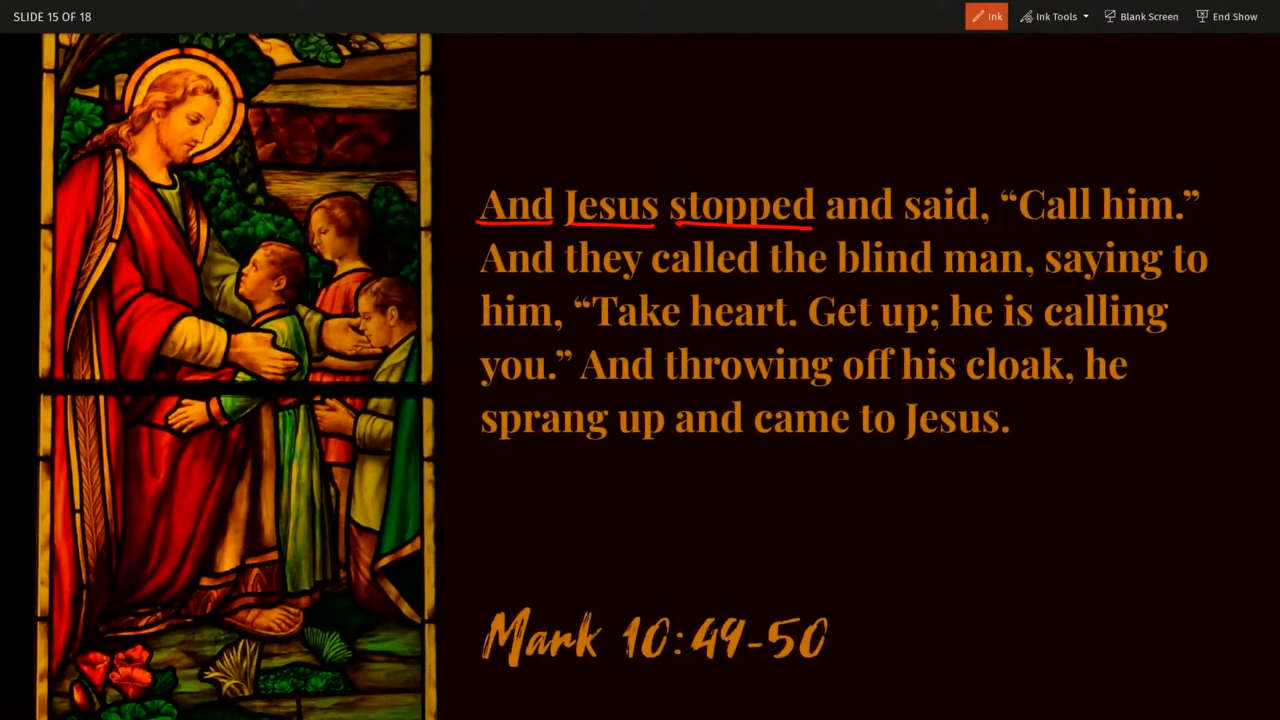 SLIDE 15 OF 18
Ink
Ink Tools
Blank Screen
End Show
And Jesus stopped and said, “Call him.”
And they called the blind man, saying to
him, “Take heart. Get up; he is calling
you.” And throwing off his cloak, he
sprang up and came to Jesus.
Mark 10:49-50